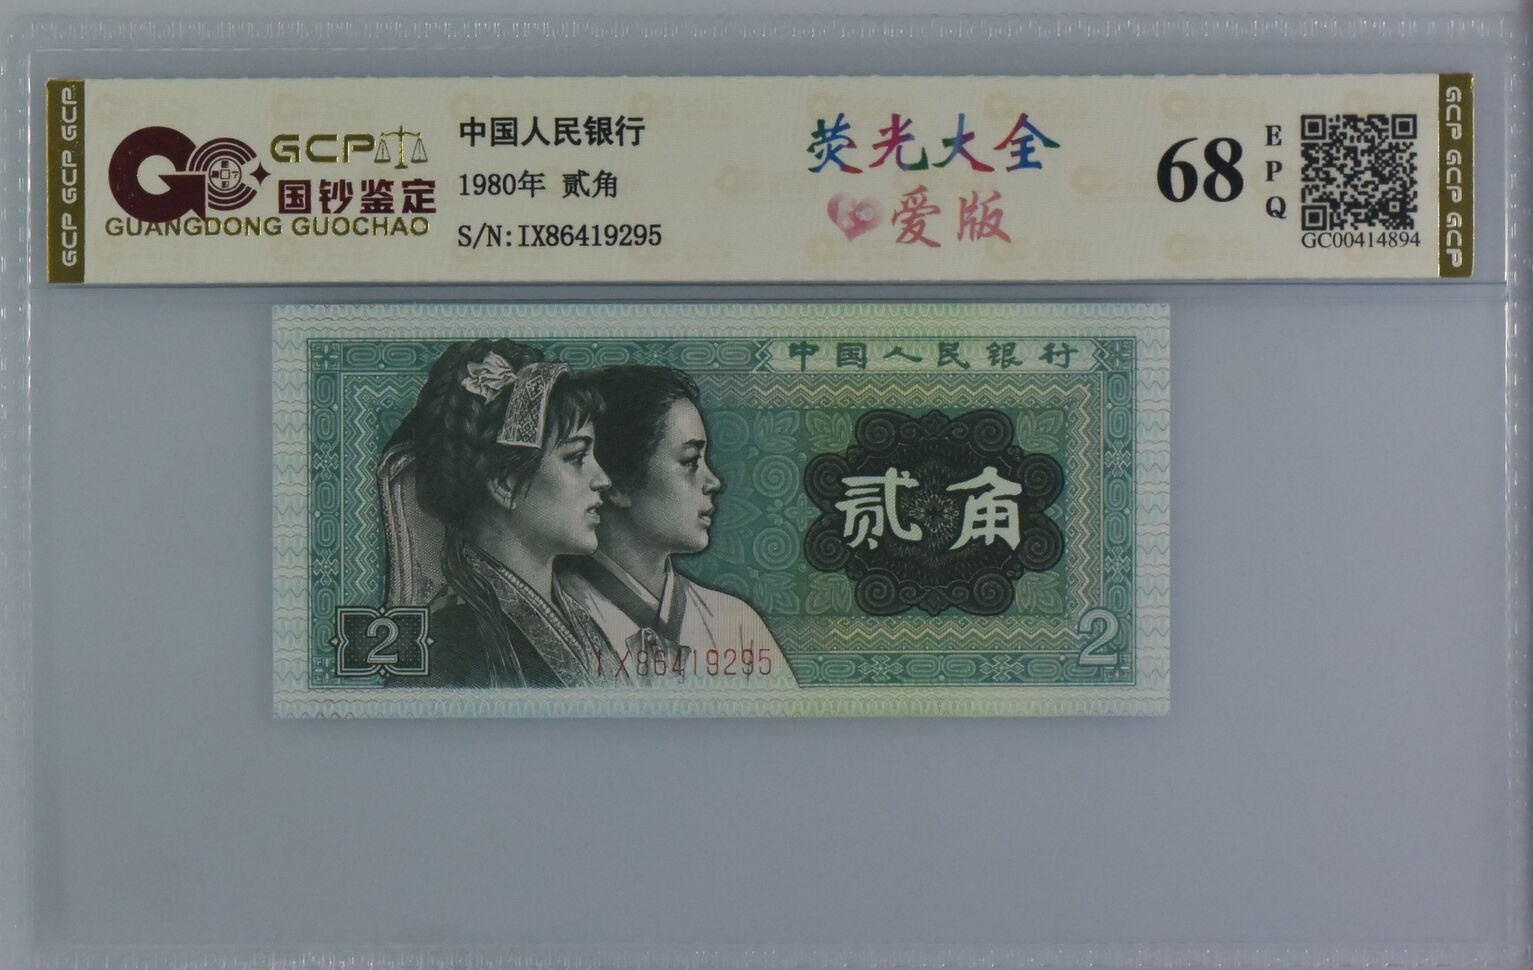 GCP GCP GCP
GCP
国钞鉴定
GUANGDONG GUOCHAO
中国人民银行
1980年 贰角
S/N:IX86419295
荧光大全
爱版
68
EPQ
GC00414894
GCP GCP GCP
中国人民银行
贰角
2
IX86419295
2